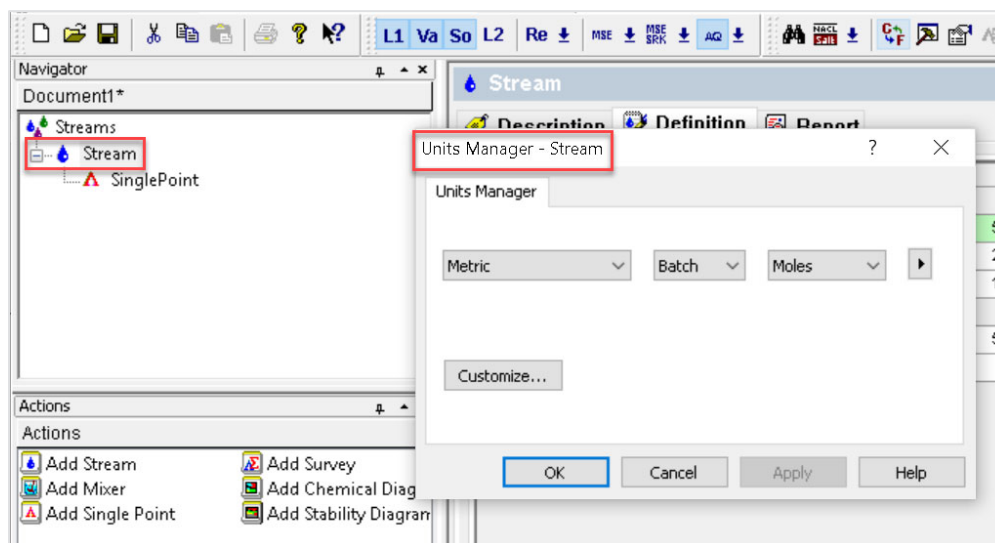 L1 Va So L2 Re MSE MSE SRK AQ NACL Salt C F
Navigator
Document1*
Streams
Stream
SinglePoint
Stream
Description Definition Report
Units Manager - Stream ?
Units Manager
Metric Batch Moles
Customize...
OK Cancel Apply Help
Actions
Actions
Add Stream Add Survey
Add Mixer Add Chemical Diag
Add Single Point Add Stability Diagram